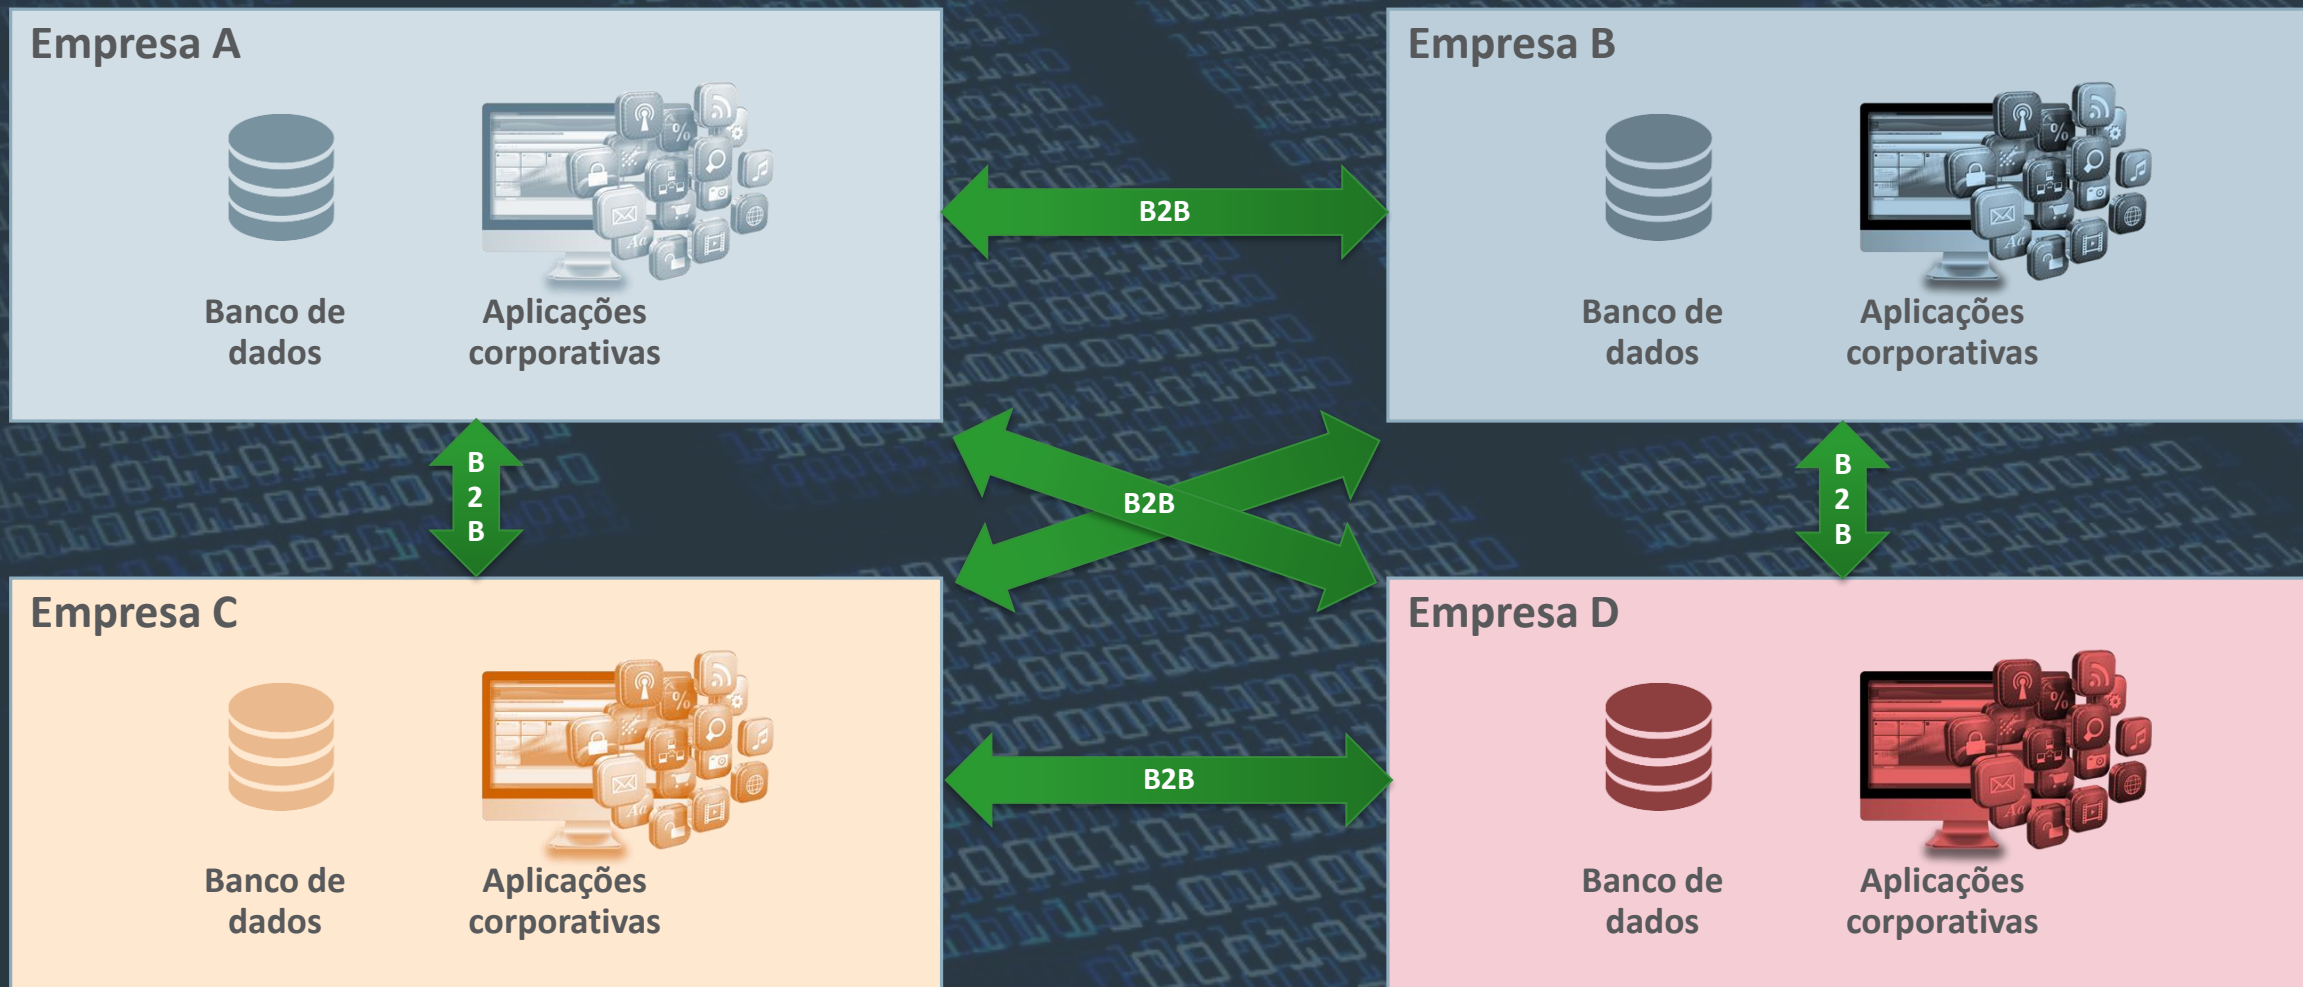 Empresa A
Banco de
dados
Aplicações
corporativas
B2B
Empresa B
Banco de
dados
Aplicações
corporativas
B
2
B
B2B
B
2
B
Empresa C
Banco de
dados
Aplicações
corporativas
B2B
Empresa D
Banco de
dados
Aplicações
corporativas